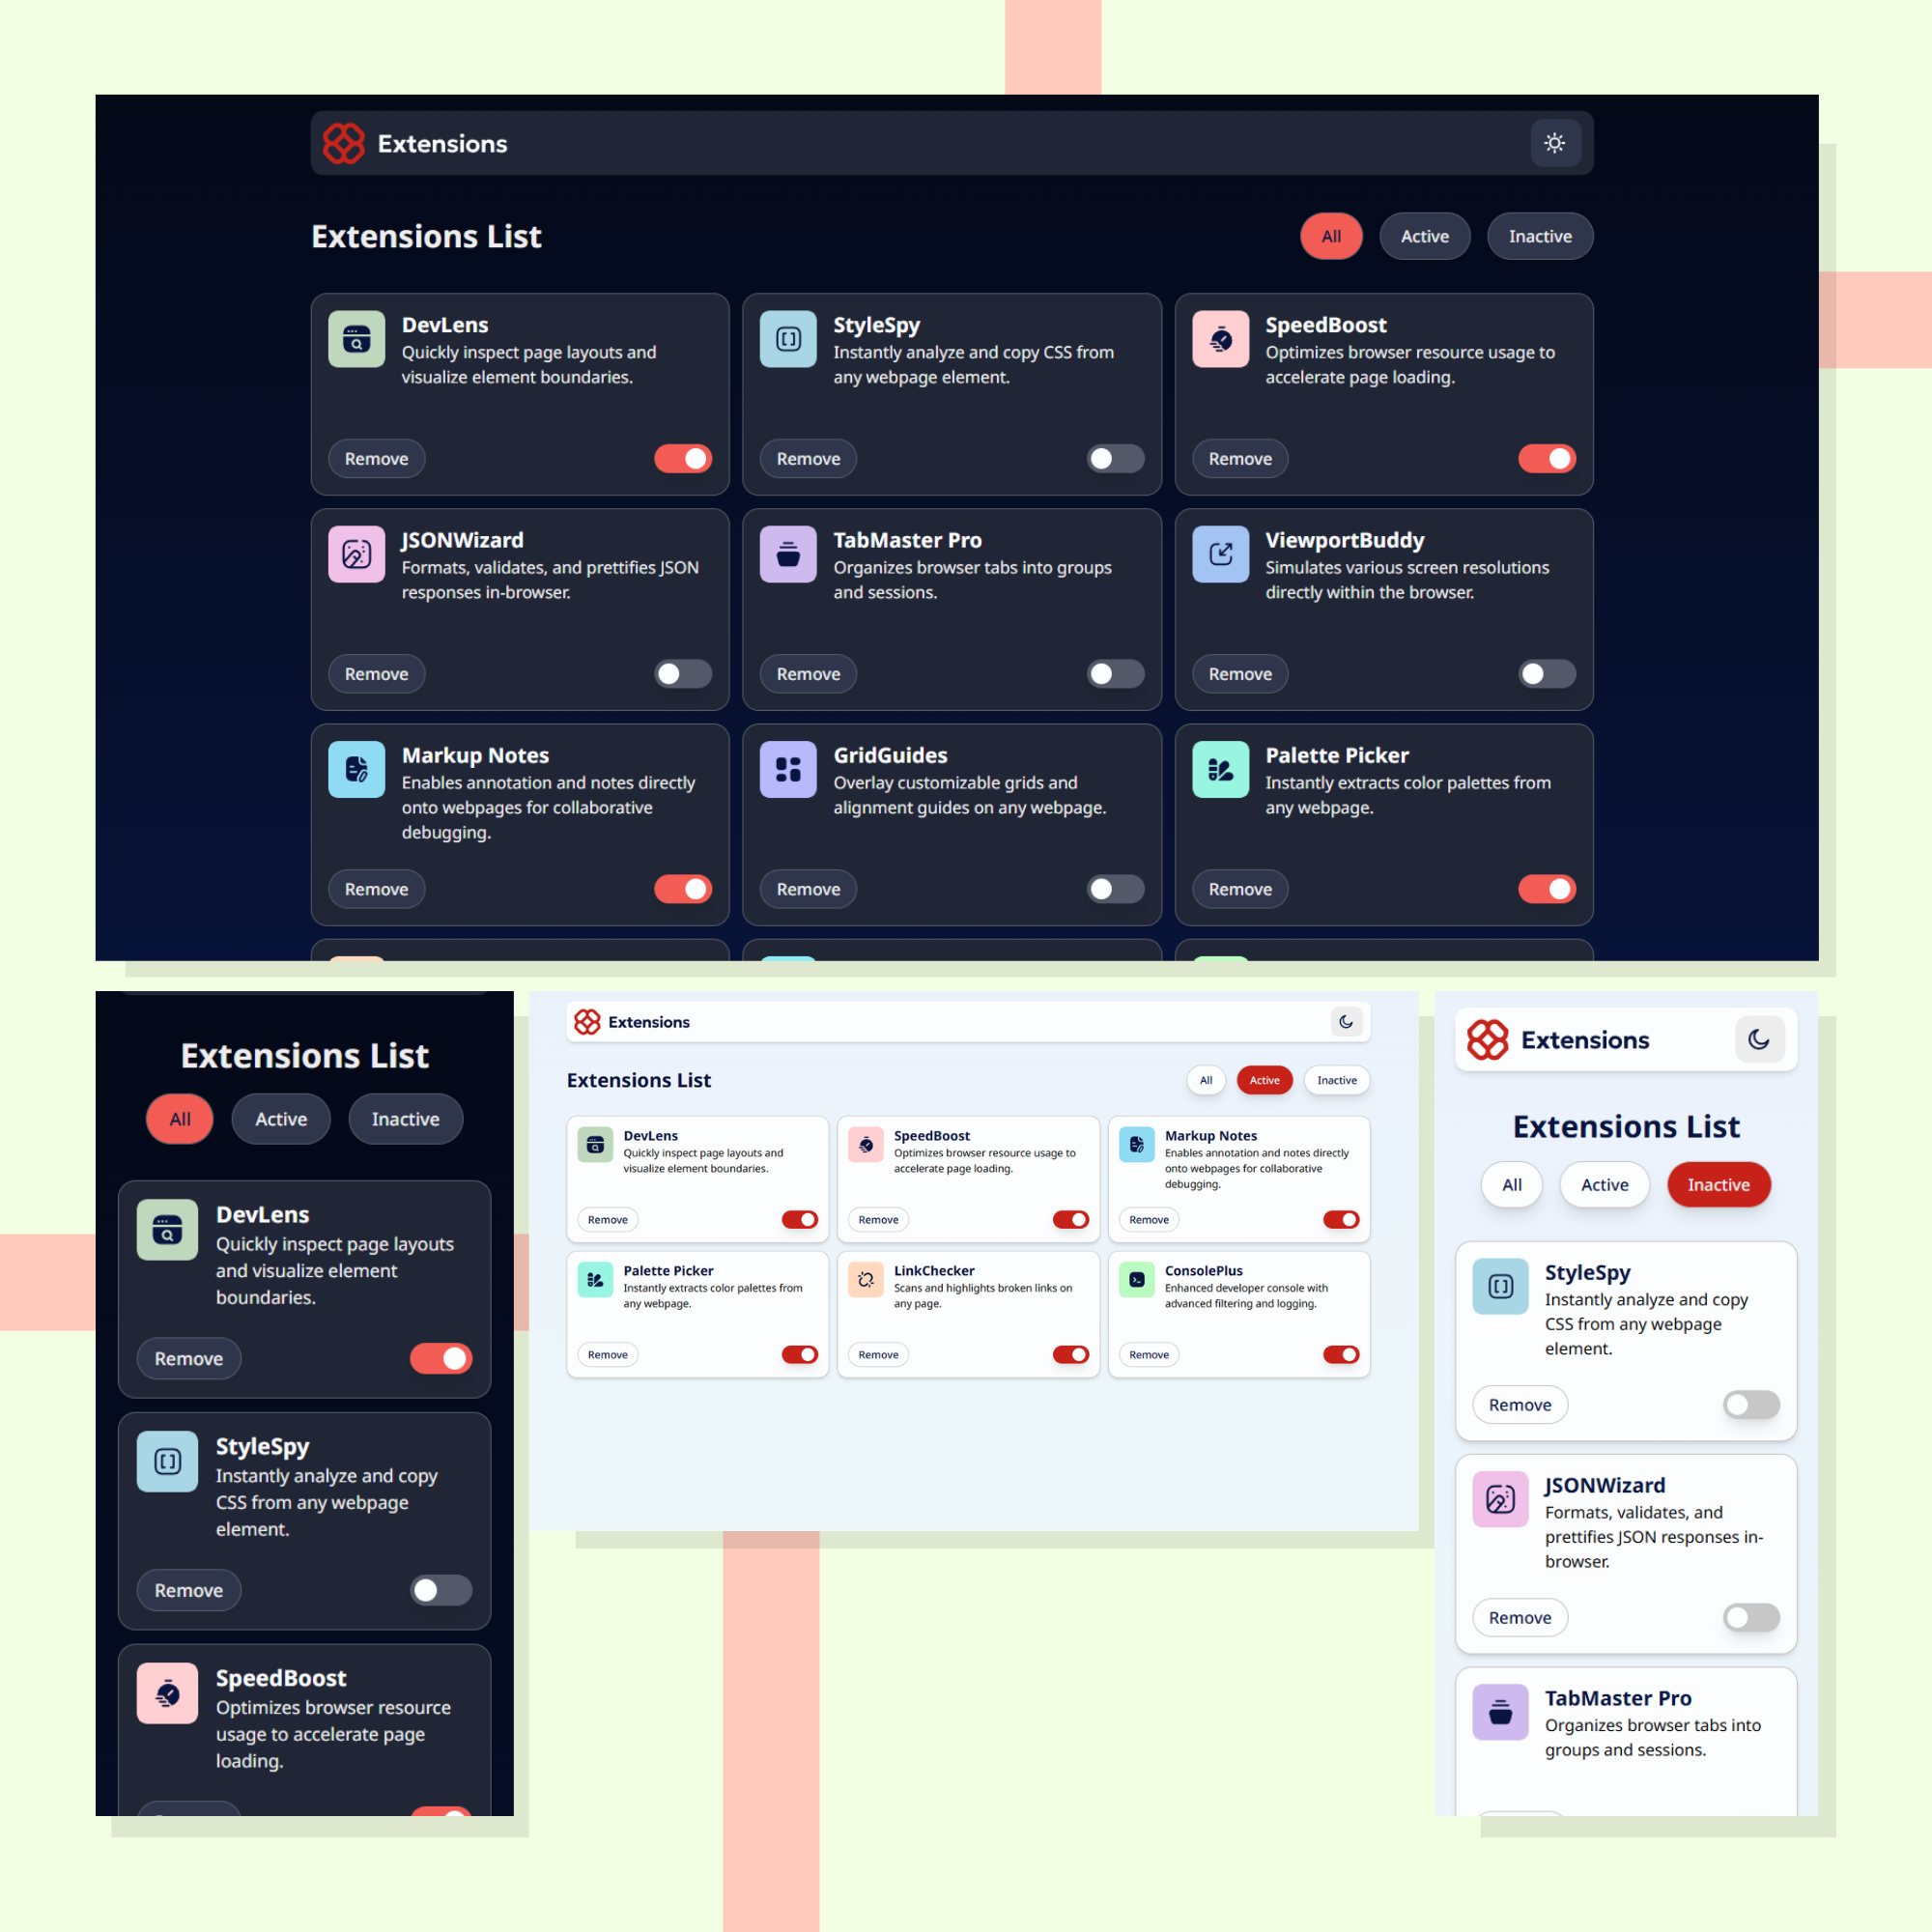 Extensions
Extensions List
All
Active
Inactive
DevLens
Quickly inspect page layouts and
visualize element boundaries.
Remove
StyleSpy
Instantly analyze and copy CSS from
any webpage element.
Remove
SpeedBoost
Optimizes browser resource usage to
accelerate page loading.
Remove
JSONWizard
Formats, validates, and prettifies JSON
responses in-browser.
Remove
TabMaster Pro
Organizes browser tabs into groups
and sessions.
Remove
ViewportBuddy
Simulates various screen resolutions
directly within the browser.
Remove
Markup Notes
Enables annotation and notes directly
onto webpages for collaborative
debugging.
Remove
GridGuides
Overlay customizable grids and
alignment guides on any webpage.
Remove
Palette Picker
Instantly extracts color palettes from
any webpage.
Remove
Extensions List
All
Active
Inactive
DevLens
Quickly inspect page layouts
and visualize element
boundaries.
Remove
StyleSpy
Instantly analyze and copy
CSS from any webpage
element.
Remove
SpeedBoost
Optimizes browser resource
usage to accelerate page
loading.
Extensions
Extensions List
All
Active
Inactive
DevLens
Quickly inspect page layouts and
visualize element boundaries.
Remove
SpeedBoost
Optimizes browser resource usage to
accelerate page loading.
Remove
Markup Notes
Enables annotation and notes directly
onto webpages for collaborative
debugging.
Remove
Palette Picker
Instantly extracts color palettes from
any webpage.
Remove
LinkChecker
Scans and highlights broken links on
any page.
Remove
ConsolePlus
Enhanced developer console with
advanced filtering and logging.
Remove
Extensions
Extensions List
All
Active
Inactive
StyleSpy
Instantly analyze and copy
CSS from any webpage
element.
Remove
JSONWizard
Formats, validates, and
prettifies JSON responses in-
browser.
Remove
TabMaster Pro
Organizes browser tabs into
groups and sessions.